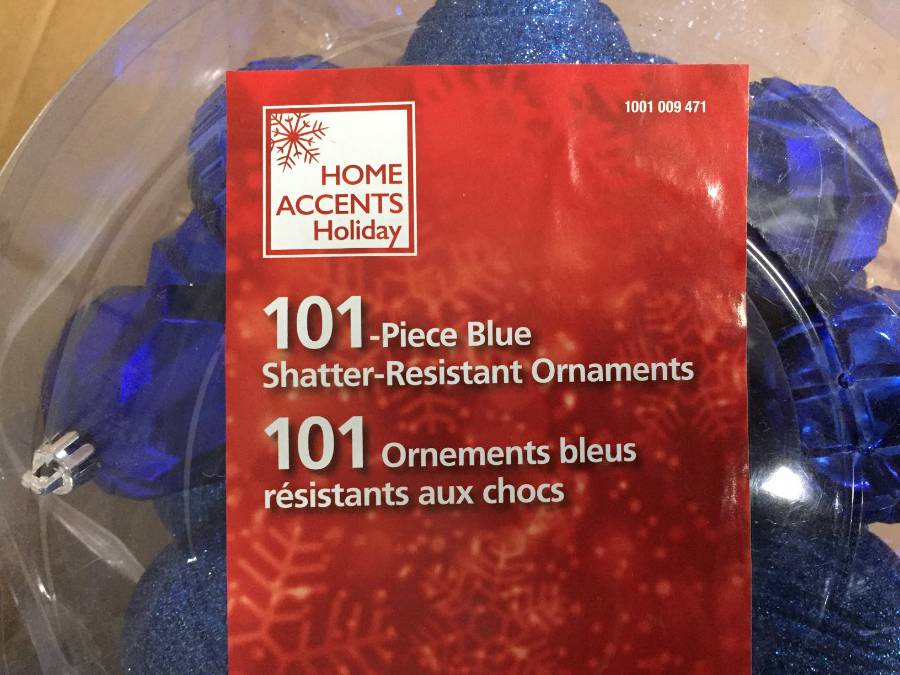 1001 009 471
HOME
ACCENTS
Holiday
101-Piece Blue
Shatter-Resistant Ornaments
101 Ornements bleus
résistants aux chocs